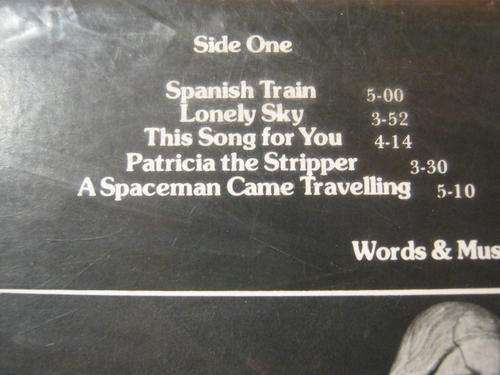 Side One
Spanish Train 5-00
Lonely Sky 3-52
This Song for You 4-14
Patricia the Stripper 3-30
A Spaceman Came Travelling 5-10
Words & Mus